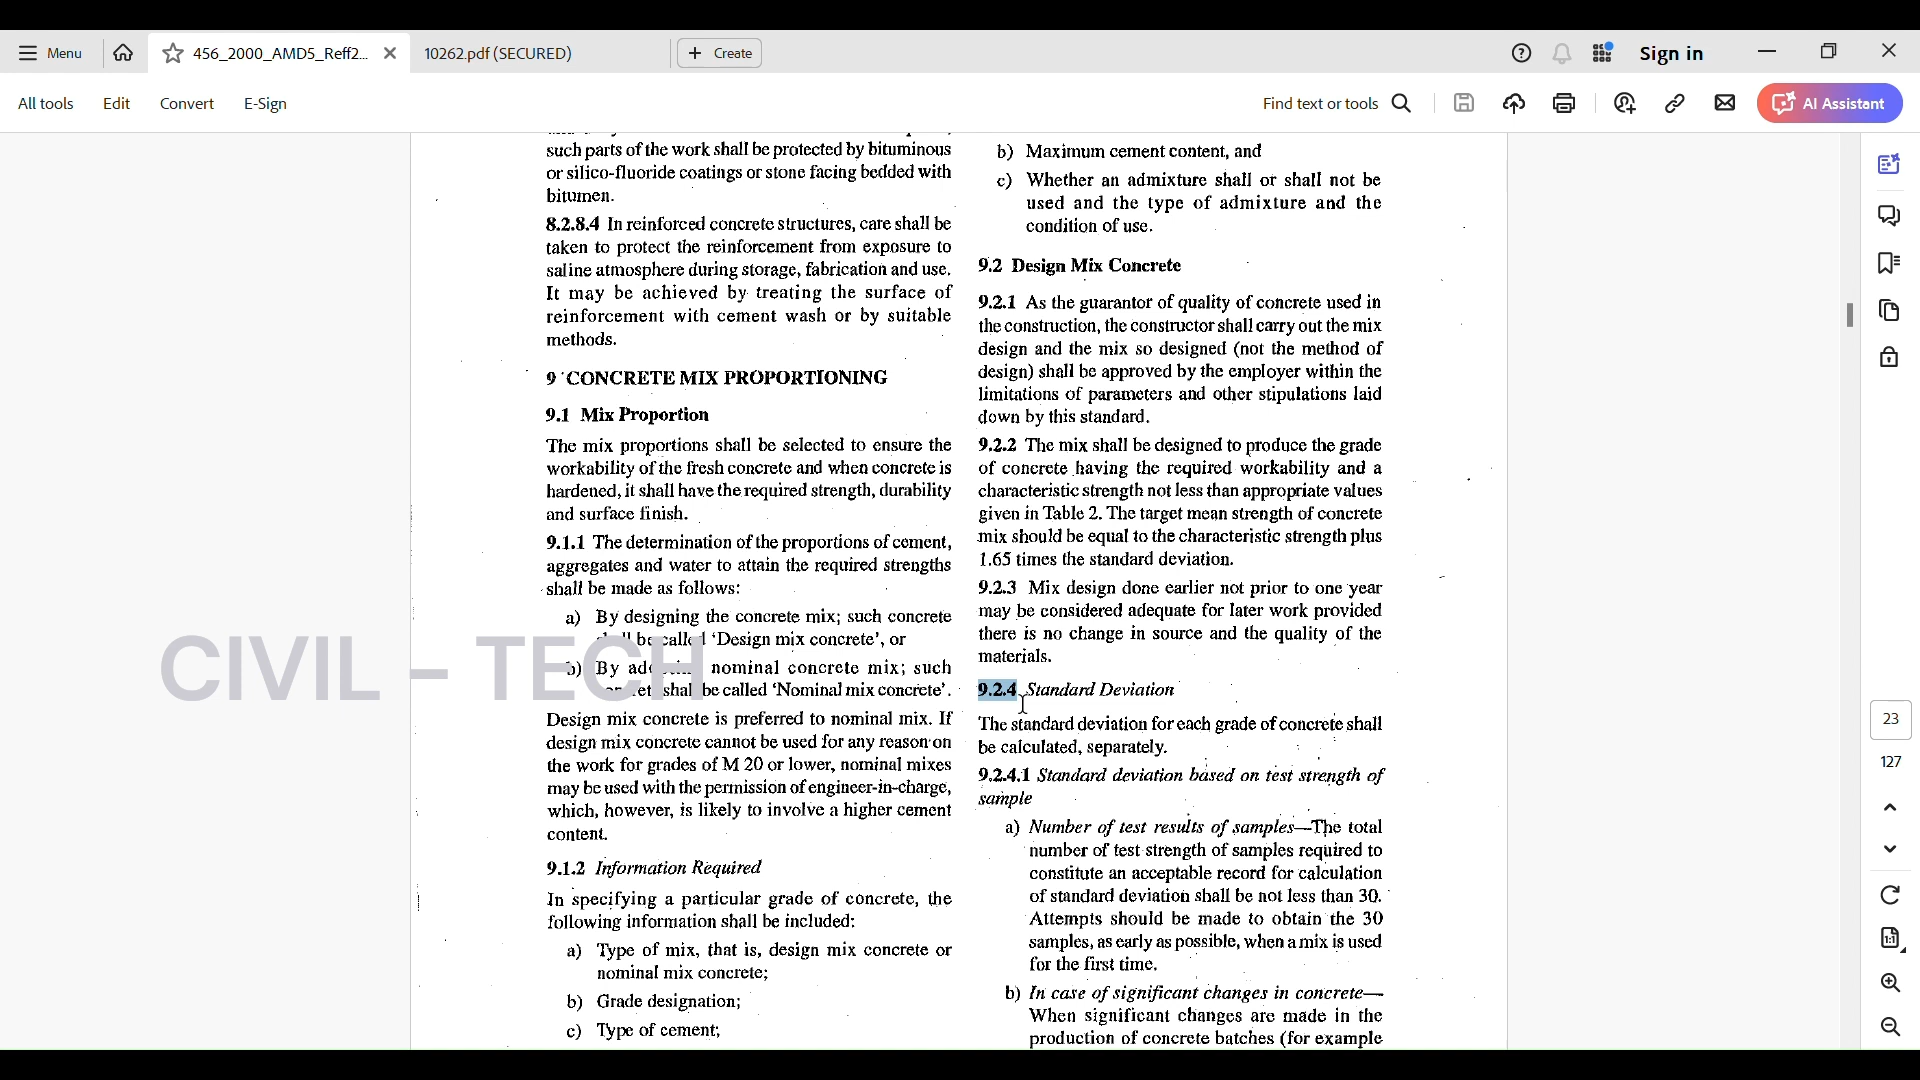 Menu
456_2000_AMD5_Reff2...
10262.pdf (SECURED)
Create
Sign in
All tools
Edit
Convert
E-Sign
Find text or tools
AI Assistant
such parts of the work shall be protected by bituminous
or silico-fluoride coatings or stone facing bedded with
bitumen.
8.2.8.4 In reinforced concrete structures, care shall be
taken to protect the reinforcement from exposure to
saline atmosphere during storage, fabrication and use.
It may be achieved by treating the surface of
reinforcement with cement wash or by suitable
methods.
9 CONCRETE MIX PROPORTIONING
9.1 Mix Proportion
The mix proportions shall be selected to ensure the
workability of the fresh concrete and when concrete is
hardened, it shall have the required strength, durability
and surface finish.
9.1.1 The determination of the proportions of cement,
aggregates and water to attain the required strengths
shall be made as follows:
a) By designing the concrete mix; such concrete
be called ‘Design mix concrete’, or
b) By nominal concrete mix; such
shall be called ‘Nominal mix concrete’.
Design mix concrete is preferred to nominal mix. If
design mix concrete cannot be used for any reason on
the work for grades of M 20 or lower, nominal mixes
may be used with the permission of engineer-in-charge,
which, however, is likely to involve a higher cement
content.
9.1.2 Information Required
In specifying a particular grade of concrete, the
following information shall be included:
a) Type of mix, that is, design mix concrete or
nominal mix concrete;
b) Grade designation;
c) Type of cement;
b) Maximum cement content, and
c) Whether an admixture shall or shall not be
used and the type of admixture and the
condition of use.
9.2 Design Mix Concrete
9.2.1 As the guarantor of quality of concrete used in
the construction, the constructor shall carry out the mix
design and the mix so designed (not the method of
design) shall be approved by the employer within the
limitations of parameters and other stipulations laid
down by this standard.
9.2.2 The mix shall be designed to produce the grade
of concrete having the required workability and a
characteristic strength not less than appropriate values
given in Table 2. The target mean strength of concrete
mix should be equal to the characteristic strength plus
1.65 times the standard deviation.
9.2.3 Mix design done earlier not prior to one year
may be considered adequate for later work provided
there is no change in source and the quality of the
materials.
9.2.4 Standard Deviation
The standard deviation for each grade of concrete shall
be calculated, separately.
9.2.4.1 Standard deviation based on test strength of
sample
a) Number of test results of samples—The total
number of test strength of samples required to
constitute an acceptable record for calculation
of standard deviation shall be not less than 30.
Attempts should be made to obtain the 30
samples, as early as possible, when a mix is used
for the first time.
b) In case of significant changes in concrete—
When significant changes are made in the
production of concrete batches (for example
CIVIL – TECH
23
127